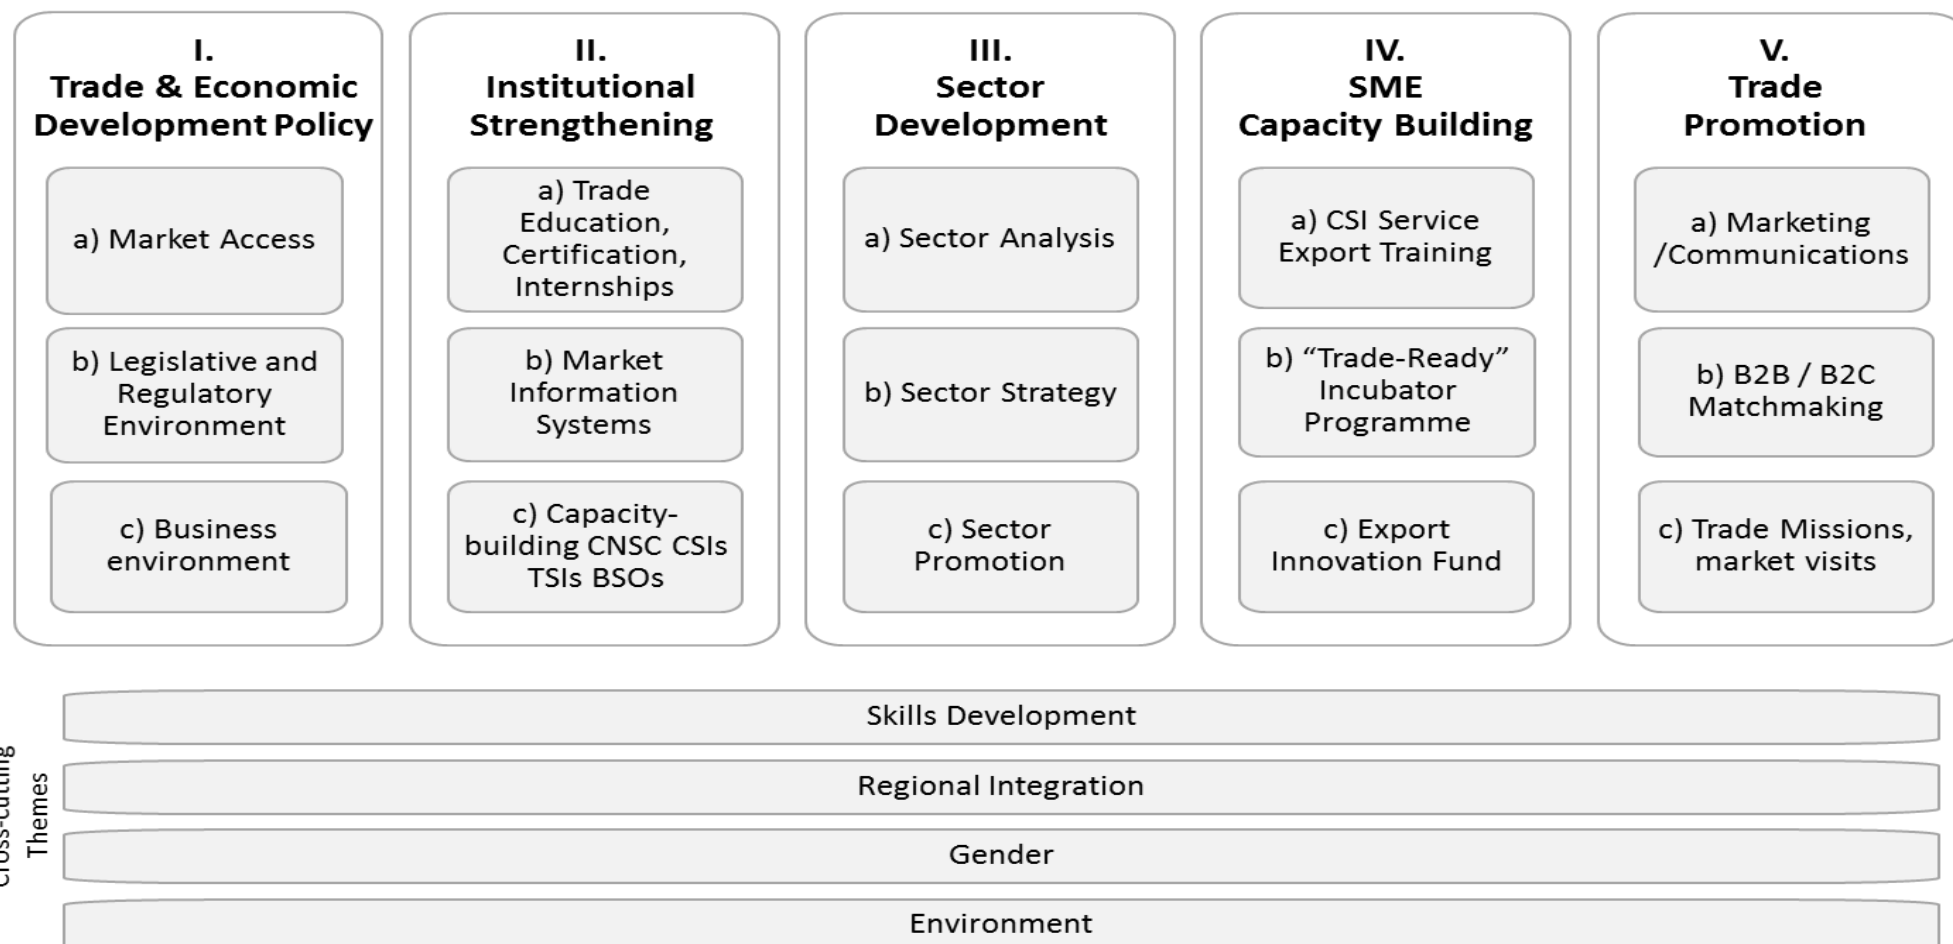 I.
Trade & Economic
Development Policy
a) Market Access
b) Legislative and
Regulatory
Environment
c) Business
environment
II.
Institutional
Strengthening
a) Trade
Education,
Certification,
Internships
b) Market
Information
Systems
c) Capacity-
building CNSC CSIs
TSIs BSOs
III.
Sector
Development
a) Sector Analysis
b) Sector Strategy
c) Sector
Promotion
IV.
SME
Capacity Building
a) CSI Service
Export Training
b) “Trade-Ready”
Incubator
Programme
c) Export
Innovation Fund
V.
Trade
Promotion
a) Marketing
/Communications
b) B2B / B2C
Matchmaking
c) Trade Missions,
market visits
Cross-cutting
Themes
Skills Development
Regional Integration
Gender
Environment